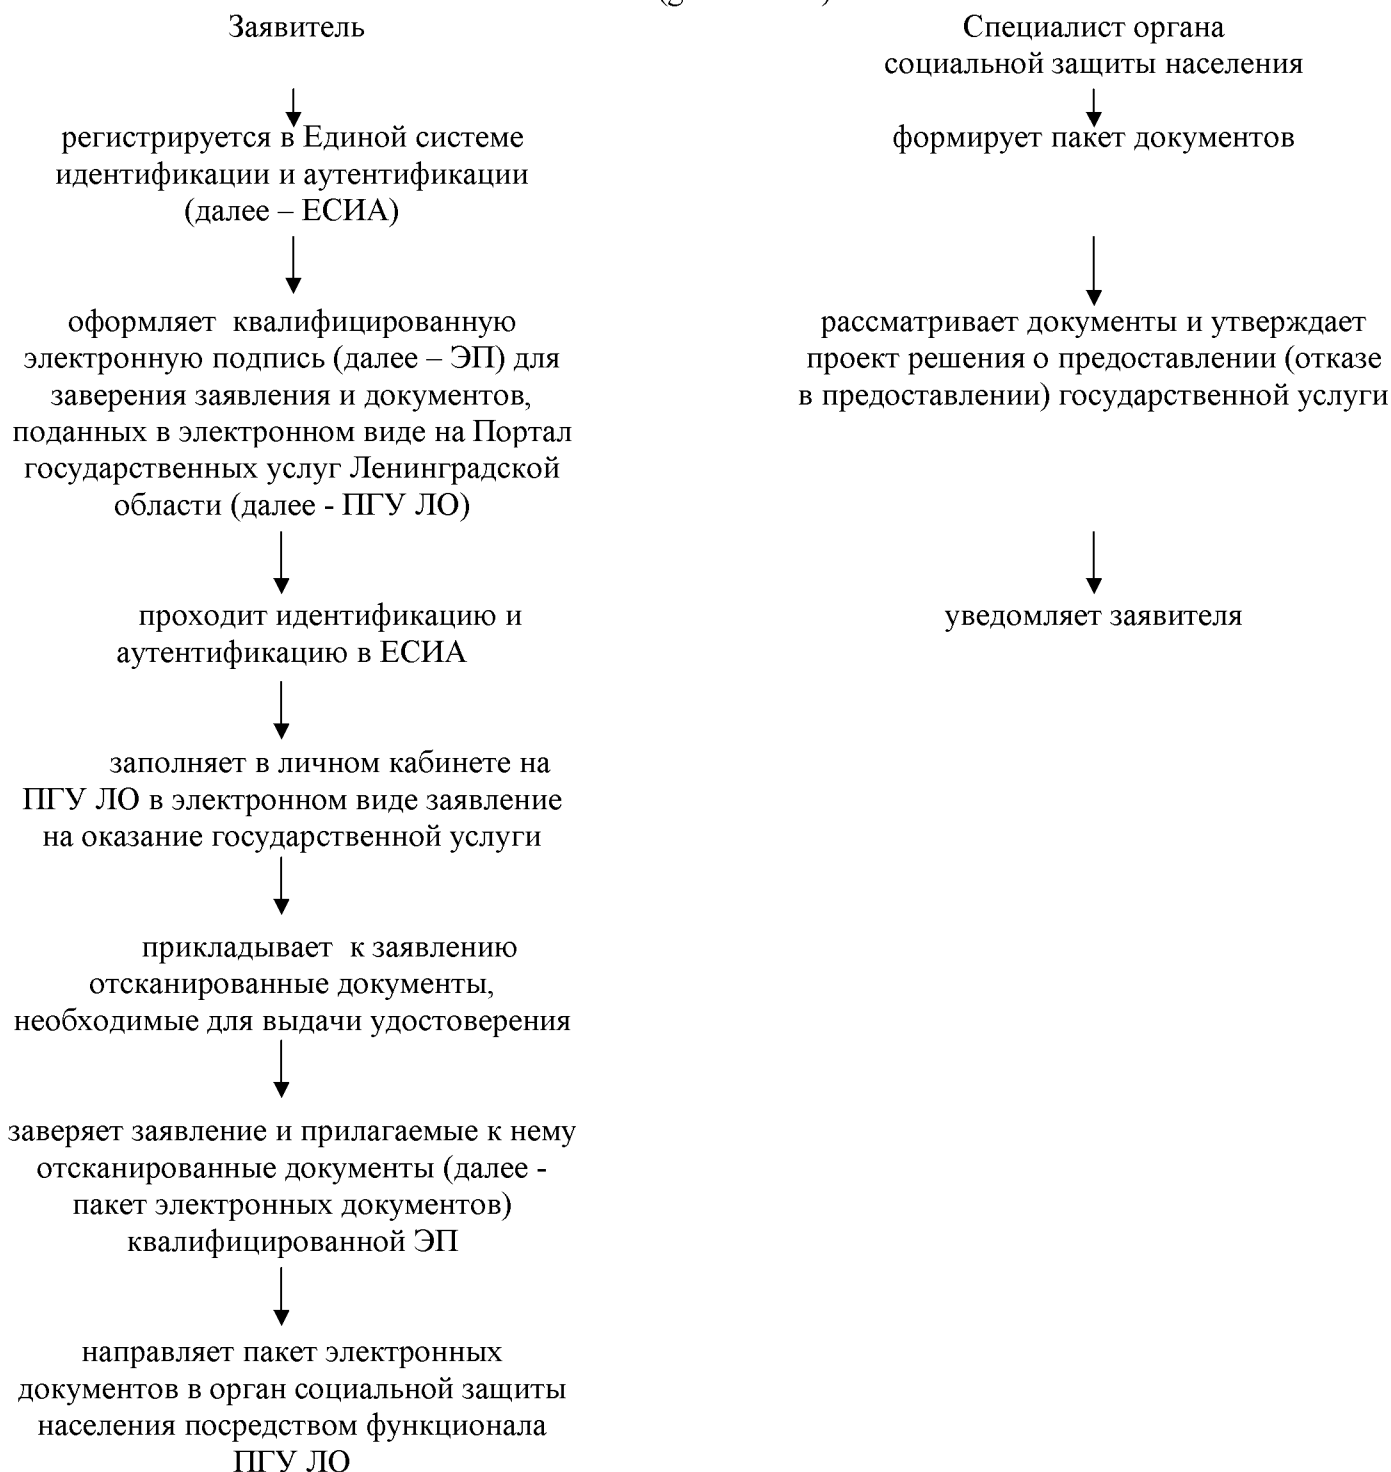 Заявитель
регистрируется в Единой системе
идентификации и аутентификации
(далее – ЕСИА)
оформляет квалифицированную
электронную подпись (далее – ЭП) для
заверения заявления и документов,
поданных в электронном виде на Портал
государственных услуг Ленинградской
области (далее - ПГУ ЛО)
проходит идентификацию и
аутентификацию в ЕСИА
заполняет в личном кабинете на
ПГУ ЛО в электронном виде заявление
на оказание государственной услуги
прикладывает к заявлению
отсканированные документы,
необходимые для выдачи удостоверения
заверяет заявление и прилагаемые к нему
отсканированные документы (далее -
пакет электронных документов)
квалифицированной ЭП
направляет пакет электронных
документов в орган социальной защиты
населения посредством функционала
ПГУ ЛО
Специалист органа
социальной защиты населения
формирует пакет документов
рассматривает документы и утверждает
проект решения о предоставлении (отказе
в предоставлении) государственной услуги
уведомляет заявителя